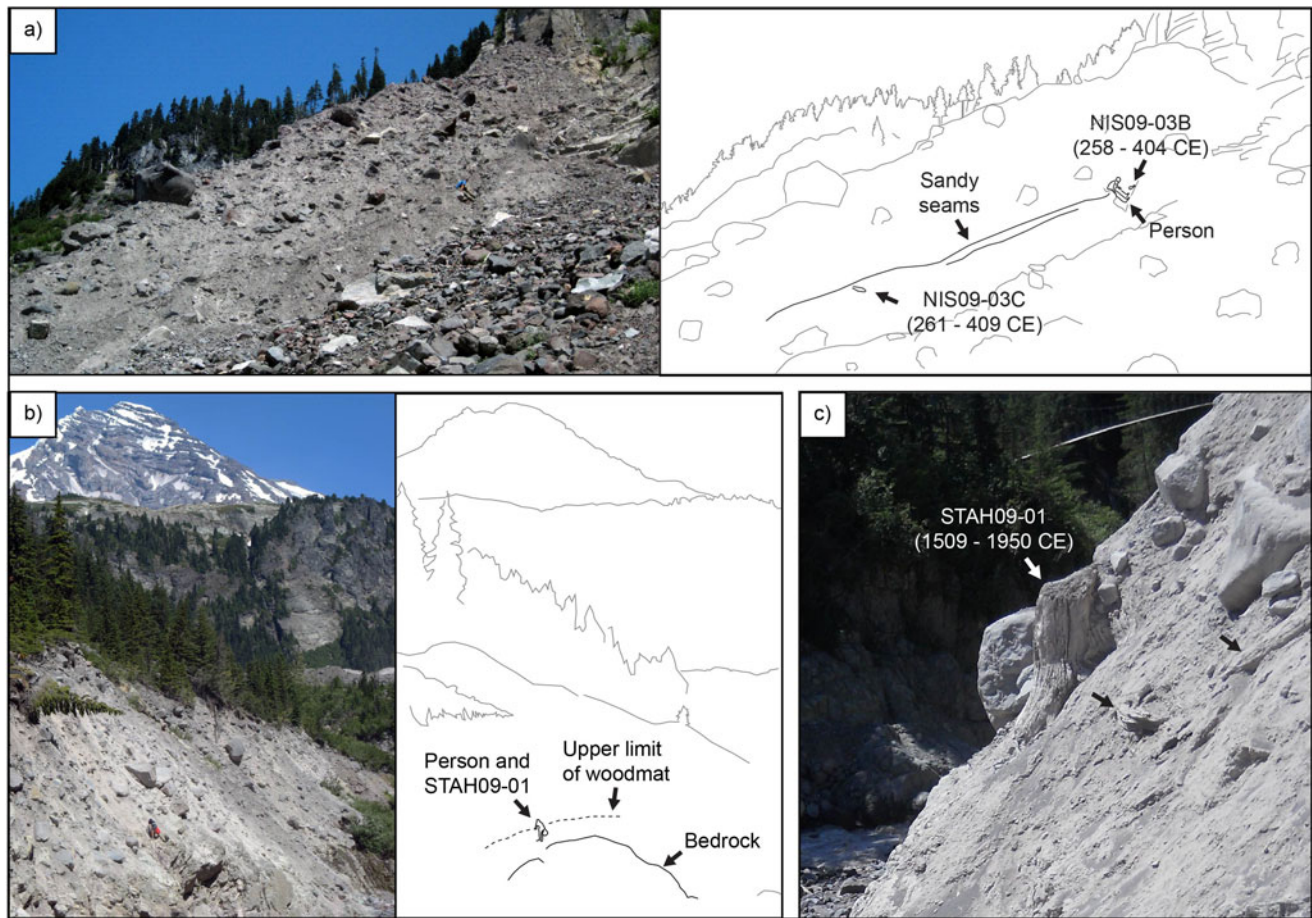 a)
NIS09-03B
(258 - 404 CE)
Sandy
seams
Person
NIS09-03C
(261 - 409 CE)
b)
Person and
STAH09-01
Upper limit
of woodmat
Bedrock
c)
STAH09-01
(1509 - 1950 CE)